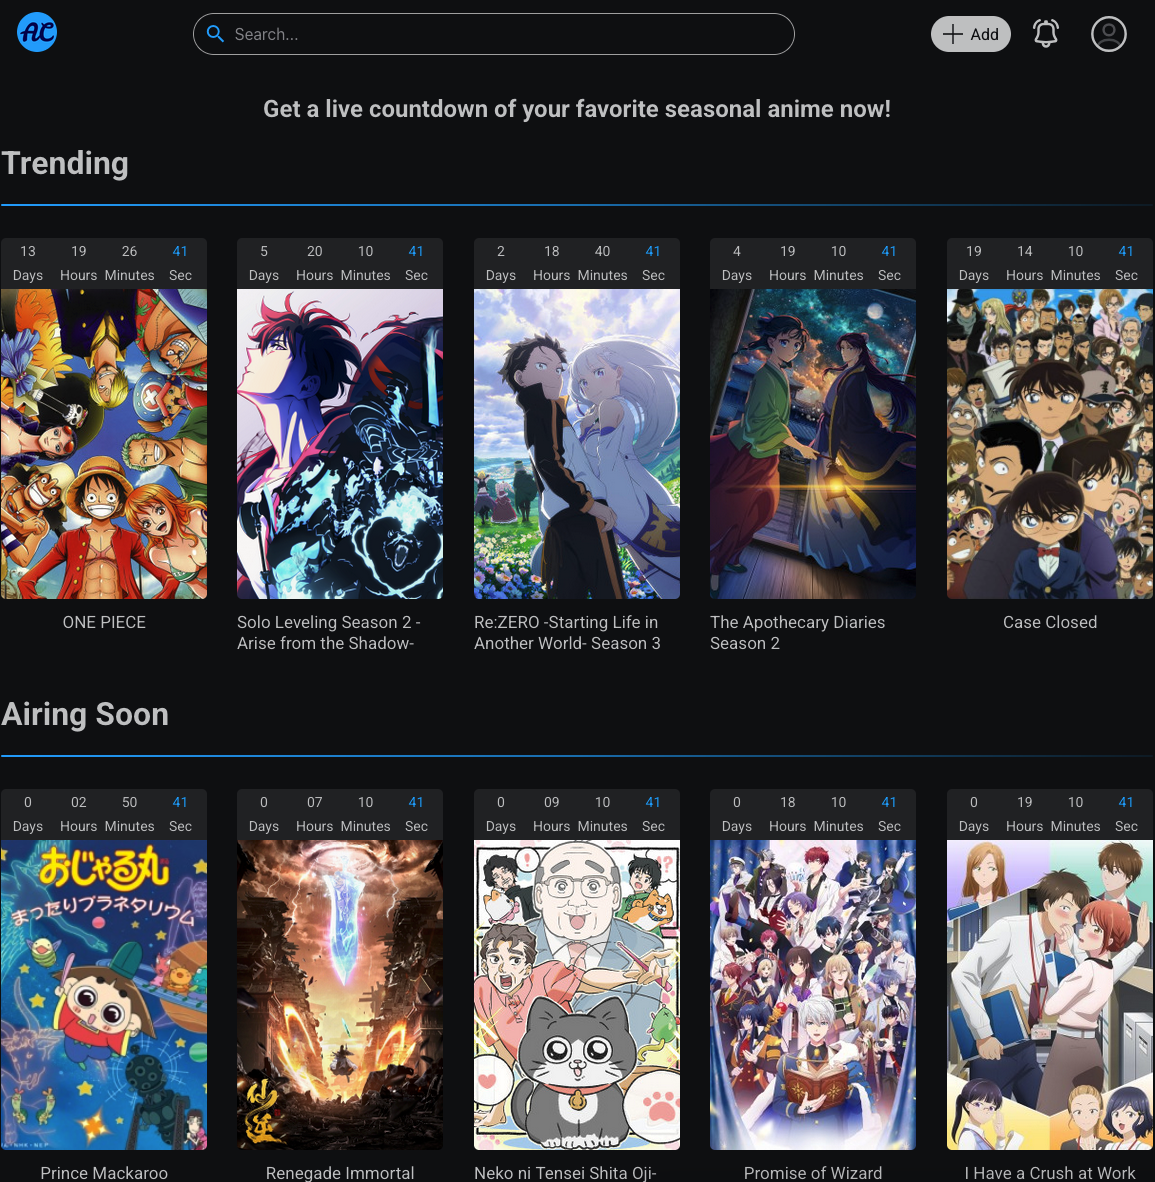 AC
Search...
Add
Get a live countdown of your favorite seasonal anime now!
Trending
13 19 26 41
Days Hours Minutes Sec
5 20 10 41
Days Hours Minutes Sec
2 18 40 41
Days Hours Minutes Sec
4 19 10 41
Days Hours Minutes Sec
19 14 10 41
Days Hours Minutes Sec
ONE PIECE
Solo Leveling Season 2 -
Arise from the Shadow-
Re:ZERO -Starting Life in
Another World- Season 3
The Apothecary Diaries
Season 2
Case Closed
Airing Soon
0 02 50 41
Days Hours Minutes Sec
0 07 10 41
Days Hours Minutes Sec
0 09 10 41
Days Hours Minutes Sec
0 18 10 41
Days Hours Minutes Sec
0 19 10 41
Days Hours Minutes Sec
おじゃる丸
まったりプラネタリウム
仙逆
!
!?
Prince Mackaroo
Renegade Immortal
Neko ni Tensei Shita Oji-
Promise of Wizard
I Have a Crush at Work